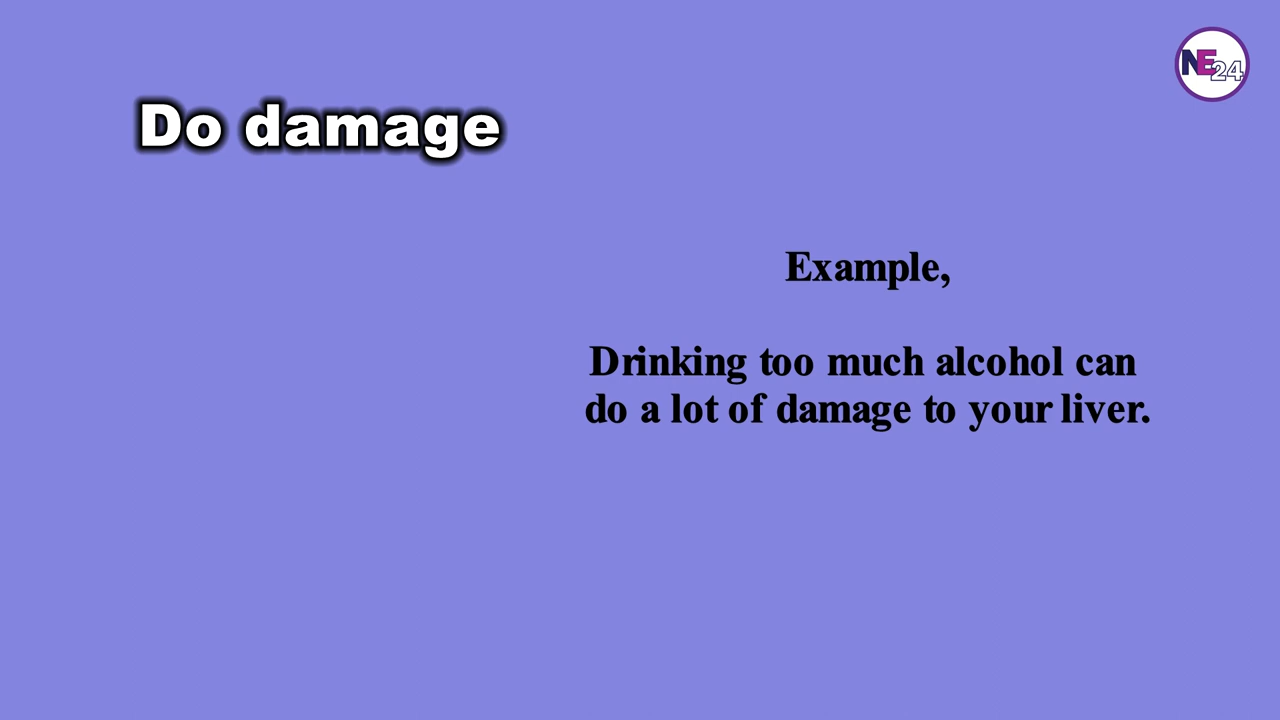 NE24
Do damage
Example,
Drinking too much alcohol can
do a lot of damage to your liver.